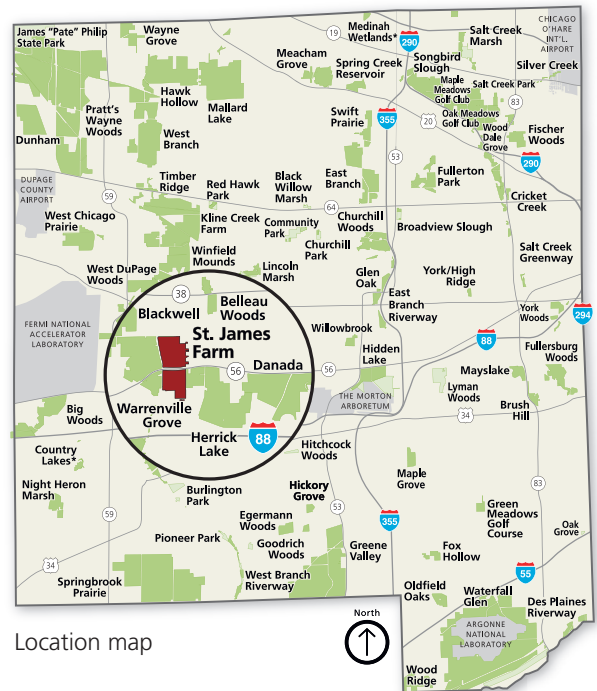 James "Pate" Philip
State Park
Wayne
Grove
19
Medinah
Wetlands*
290
Salt Creek
Marsh
CHICAGO
O'HARE
INT'L.
AIRPORT
Meacham
Grove
Spring Creek
Reservoir
Songbird
Slough
Silver Creek
Maple
Meadows
Golf Club
Salt Creek Park
83
Hawk
Hollow
Mallard
Lake
Pratt's
Wayne
Woods
Swift
Prairie
355
20
Oak Meadows
Golf Club
Wood
Dale
Grove
Fischer
Woods
290
Dunham
West
Branch
53
DUPAGE
COUNTY
AIRPORT
59
Timber
Ridge
Red Hawk
Park
Black
Willow
Marsh
East
Branch
Fullerton
Park
64
Cricket
Creek
West Chicago
Prairie
Kline Creek
Farm
Community
Park
Churchill
Woods
Broadview Slough
Churchill
Park
Winfield
Mounds
Lincoln
Marsh
Salt Creek
Greenway
West DuPage
Woods
Glen
Oak
York/High
Ridge
38
Belleau
Woods
Blackwell
East
Branch
Riverway
York
Woods
294
FERMI NATIONAL
ACCELERATOR
LABORATORY
St. James
Farm
Willowbrook
88
Fullersburg
Woods
Hidden
Lake
56
Danada
56
Mayslake
THE MORTON
ARBORETUM
Lyman
Woods
Brush
Hill
34
Big
Woods
Warrenville
Grove
Herrick
Lake
88
Hitchcock
Woods
Country
Lakes*
Night Heron
Marsh
Burlington
Park
Hickory
Grove
Maple
Grove
83
59
53
355
Egermann
Woods
Green
Meadows
Golf
Course
Oak
Grove
Pioneer Park
Goodrich
Woods
Greene
Valley
Fox
Hollow
34
Springbrook
Prairie
West Branch
Riverway
55
Oldfield
Oaks
Waterfall
Glen
Des Plaines
Riverway
North
ARGONNE
NATIONAL
LABORATORY
Location map
Wood
Ridge